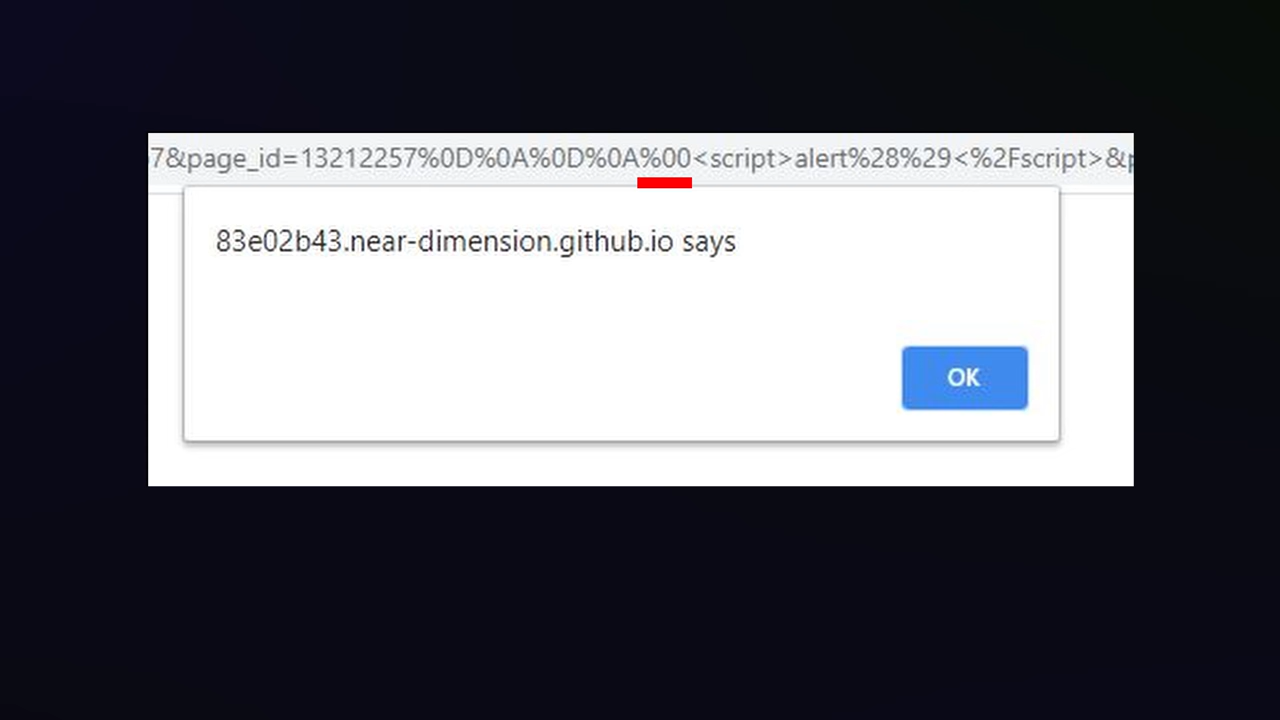 7&page_id=13212257%0D%0A%0D%0A%00<script>alert%28%29<%2Fscript>&p
83e02b43.near-dimension.github.io says
OK